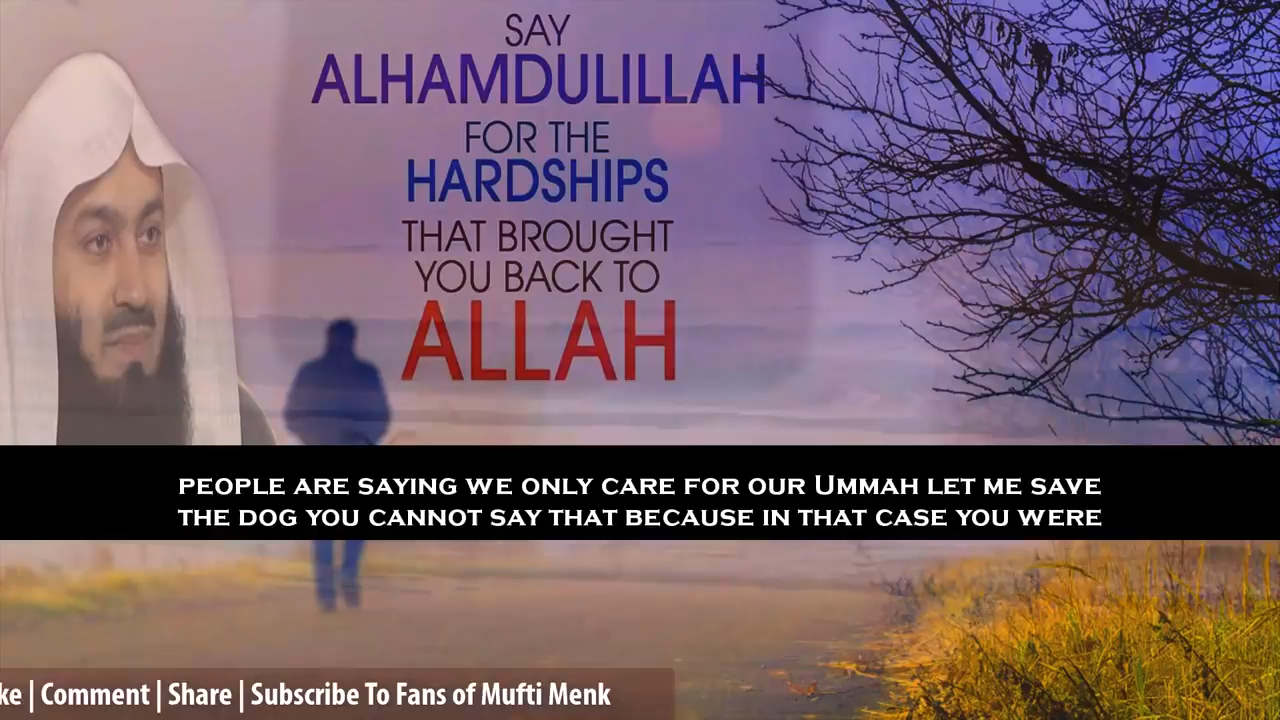 SAY
ALHAMDULILLAH
FOR THE
HARDSHIPS
THAT BROUGHT
YOU BACK TO
ALLAH
PEOPLE ARE SAYING WE ONLY CARE FOR OUR UMMAH LET ME SAVE
THE DOG YOU CANNOT SAY THAT BECAUSE IN THAT CASE YOU WERE
ke | Comment | Share | Subscribe To Fans of Mufti Menk